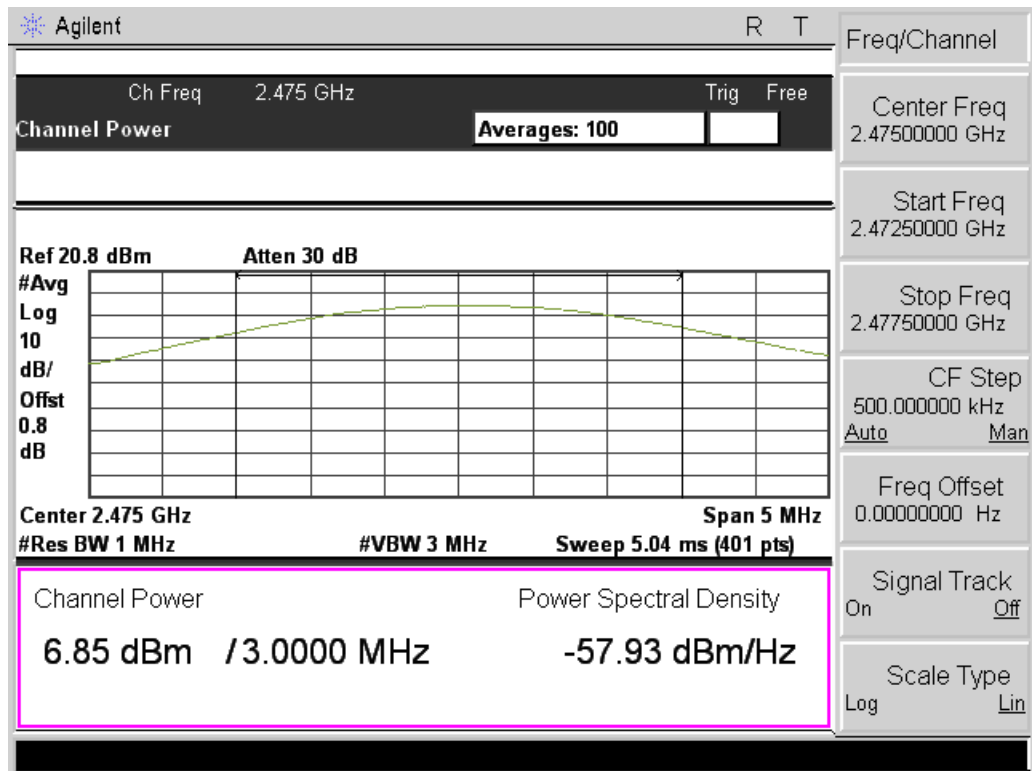 Agilent R T
Ch Freq 2.475 GHz Trig Free
Channel Power Averages: 100
Ref 20.8 dBm Atten 30 dB
#Avg
Log
10
dB/
Offst
0.8
dB
Center 2.475 GHz Span 5 MHz
#Res BW 1 MHz #VBW 3 MHz Sweep 5.04 ms (401 pts)
Channel Power Power Spectral Density
6.85 dBm /3.0000 MHz -57.93 dBm/Hz
Freq/Channel
Center Freq
2.47500000 GHz
Start Freq
2.47250000 GHz
Stop Freq
2.47750000 GHz
CF Step
500.000000 kHz
Auto Man
Freq Offset
0.00000000 Hz
Signal Track
On Off
Scale Type
Log Lin